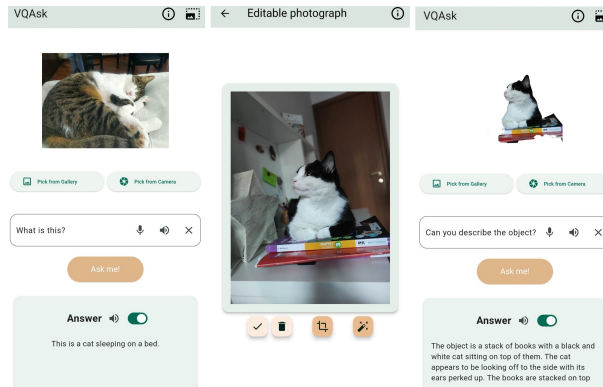 VQAsk
Pick from Gallery
Pick from Camera
What is this?
Ask me!
Answer
This is a cat sleeping on a bed.
Editable photograph
VQAsk
Pick from Gallery
Pick from Camera
Can you describe the object?
Ask me!
Answer
The object is a stack of books with a black and
white cat sitting on top of them. The cat
appears to be looking off to the side with its
ears perked up. The books are stacked on top